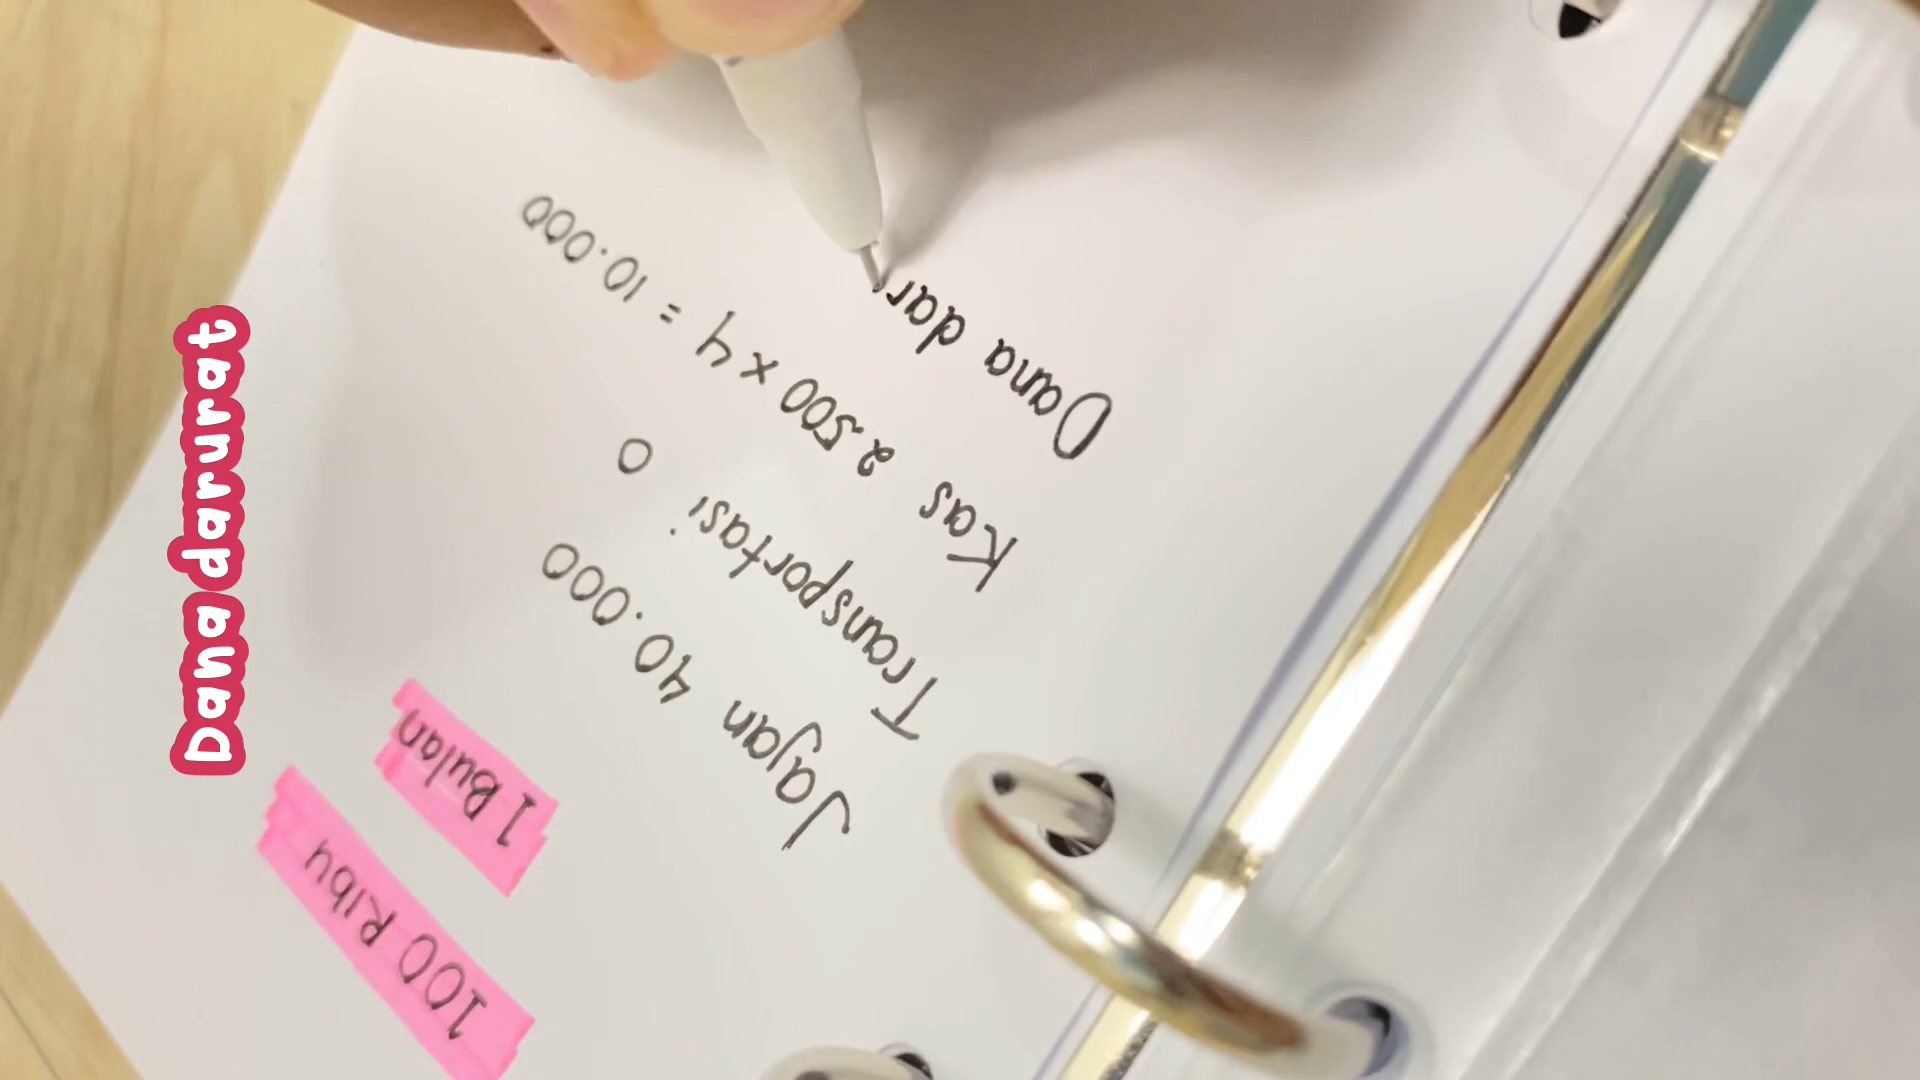 100 Ribu
1 Bulan
Jajan 40.000
Transportasi 0
Kas 2.500 x 4 = 10.000
Dana dar
Dana darurat